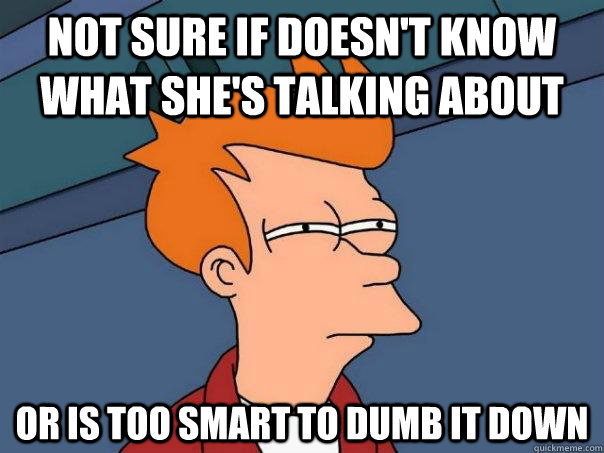 NOT SURE IF DOESN'T KNOW
WHAT SHE'S TALKING ABOUT
OR IS TOO SMART TO DUMB IT DOWN
quickmeme.com